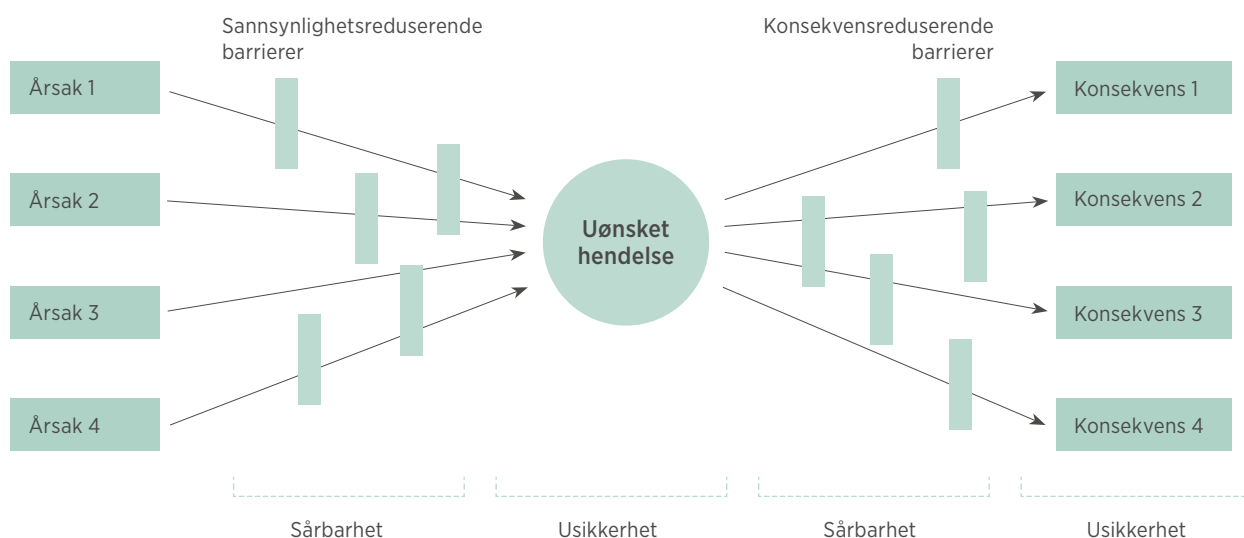 Sannsynlighetsreduserende
barrierer
Konsekvensreduserende
barrierer
Årsak 1
Årsak 2
Årsak 3
Årsak 4
Uønsket
hendelse
Konsekvens 1
Konsekvens 2
Konsekvens 3
Konsekvens 4
Sårbarhet
Usikkerhet
Sårbarhet
Usikkerhet